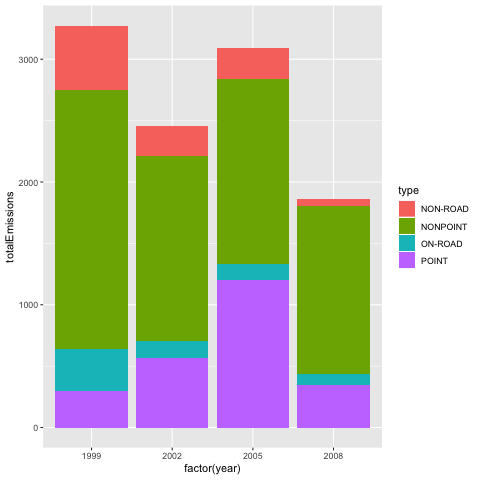 3000
2000
1000
0
totalEmissions
1999 2002 2005 2008
factor(year)
type
NON-ROAD
NONPOINT
ON-ROAD
POINT